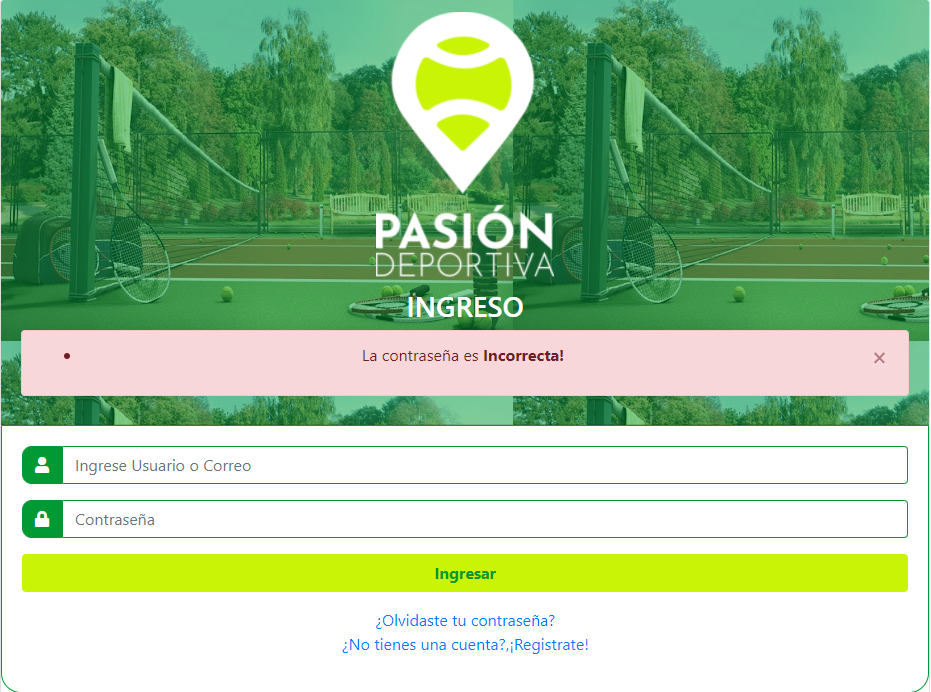 PASIÓN
DEPORTIVA
INGRESO
• La contraseña es Incorrecta! ×
Ingrese Usuario o Correo
Contraseña
Ingresar
¿Olvidaste tu contraseña?
¿No tienes una cuenta?,¡Registrate!